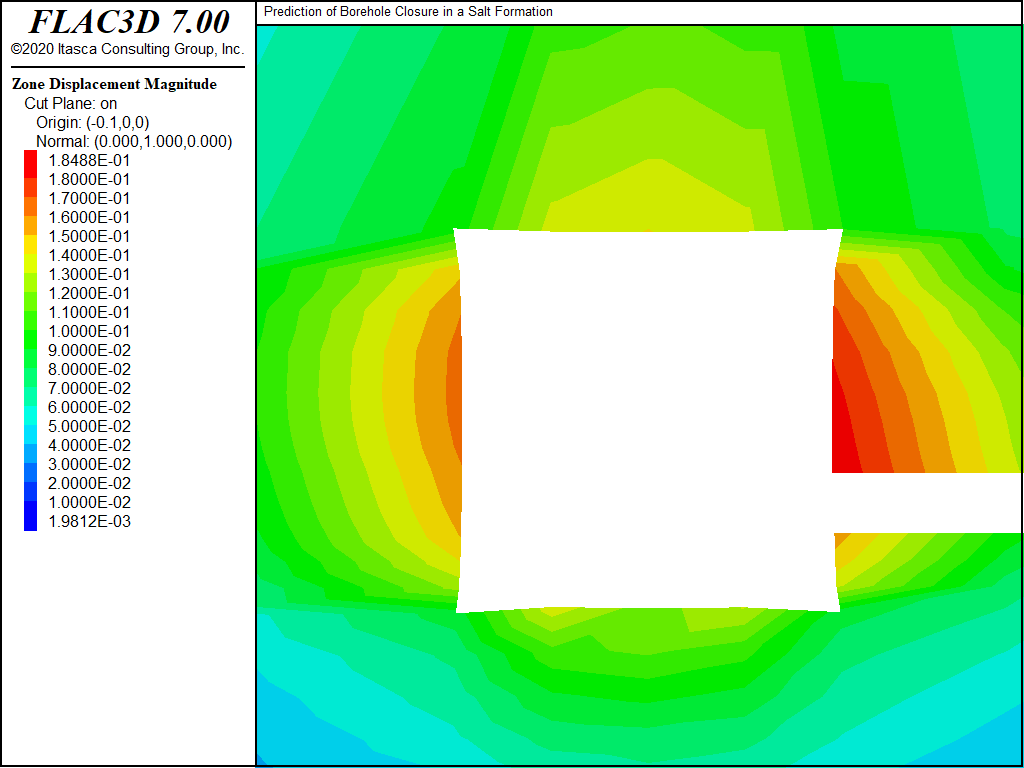 FLAC3D 7.00
©2020 Itasca Consulting Group, Inc.
Prediction of Borehole Closure in a Salt Formation
Zone Displacement Magnitude
Cut Plane: on
Origin: (-0.1,0,0)
Normal: (0.000,1.000,0.000)
1.8488E-01
1.8000E-01
1.7000E-01
1.6000E-01
1.5000E-01
1.4000E-01
1.3000E-01
1.2000E-01
1.1000E-01
1.0000E-01
9.0000E-02
8.0000E-02
7.0000E-02
6.0000E-02
5.0000E-02
4.0000E-02
3.0000E-02
2.0000E-02
1.0000E-02
1.9812E-03